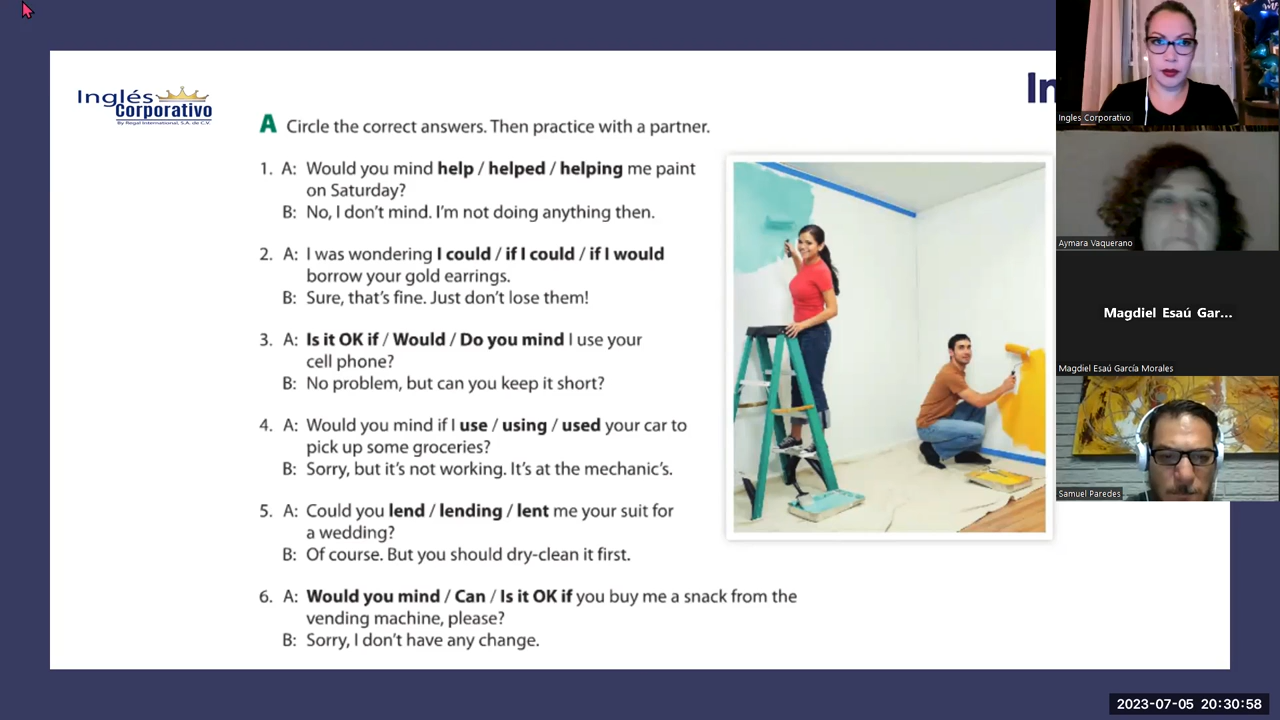 Inglés
Corporativo
By Regal International, S.A. de C.V.
In
A Circle the correct answers. Then practice with a partner.
1. A: Would you mind help / helped / helping me paint
on Saturday?
B: No, I don't mind. I'm not doing anything then.
2. A: I was wondering I could / if I could / if I would
borrow your gold earrings.
B: Sure, that's fine. Just don't lose them!
3. A: Is it OK if / Would / Do you mind I use your
cell phone?
B: No problem, but can you keep it short?
4. A: Would you mind if I use / using / used your car to
pick up some groceries?
B: Sorry, but it's not working. It's at the mechanic's.
5. A: Could you lend / lending / lent me your suit for
a wedding?
B: Of course. But you should dry-clean it first.
6. A: Would you mind / Can / Is it OK if you buy me a snack from the
vending machine, please?
B: Sorry, I don't have any change.
Ingles Corporativo
Aymara Vaquerano
Magdiel Esaú Gar...
Magdiel Esaú García Morales
Samuel Paredes
2023-07-05 20:30:58